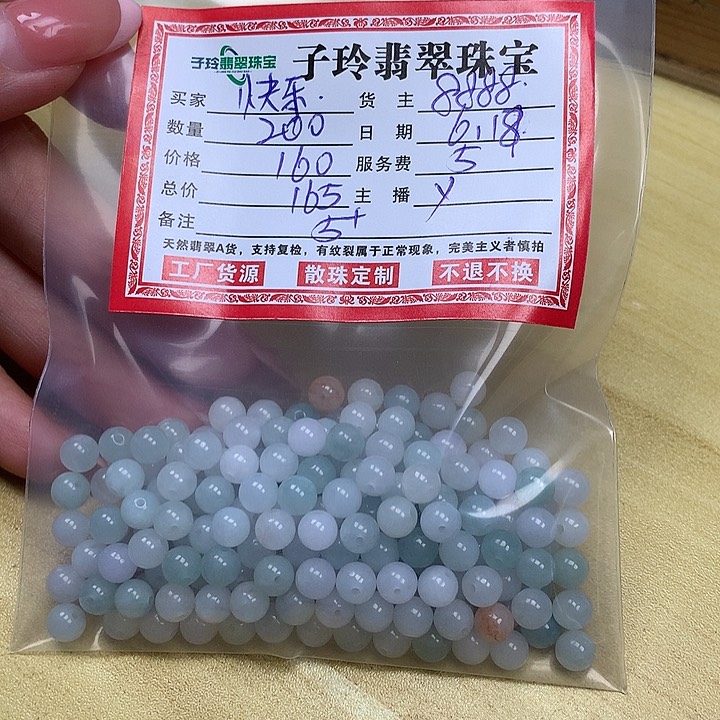 子玲翡翠珠宝 子玲翡翠珠宝
买家 快乐. 货主 8888
数量 200 日期 6.18
价格 160 服务费 5
总价 165 主播 y
备注 5+
天然翡翠A货，支持复检，有纹裂属于正常现象，完美主义者慎拍
工厂货源 散珠定制 不退不换